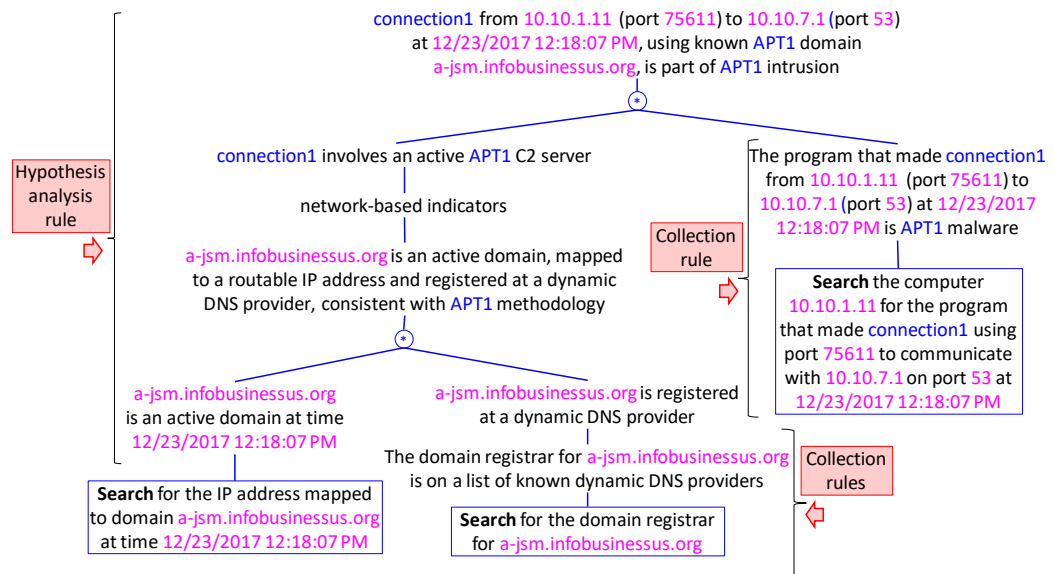 connection1 from 10.10.1.11 (port 75611) to 10.10.7.1 (port 53)
at 12/23/2017 12:18:07 PM, using known APT1 domain
a-jsm.infobusinessus.org, is part of APT1 intrusion
*
Hypothesis
analysis
rule
connection1 involves an active APT1 C2 server
network-based indicators
a-jsm.infobusinessus.org is an active domain, mapped
to a routable IP address and registered at a dynamic
DNS provider, consistent with APT1 methodology
*
Collection
rule
The program that made connection1
from 10.10.1.11 (port 75611) to
10.10.7.1 (port 53) at 12/23/2017
12:18:07 PM is APT1 malware
Search the computer
10.10.1.11 for the program
that made connection1 using
port 75611 to communicate
with 10.10.7.1 on port 53 at
12/23/2017 12:18:07 PM
a-jsm.infobusinessus.org
is an active domain at time
12/23/2017 12:18:07 PM
Search for the IP address mapped
to domain a-jsm.infobusinessus.org
at time 12/23/2017 12:18:07 PM
a-jsm.infobusinessus.org is registered
at a dynamic DNS provider
The domain registrar for a-jsm.infobusinessus.org
is on a list of known dynamic DNS providers
Search for the domain registrar
for a-jsm.infobusinessus.org
Collection
rules